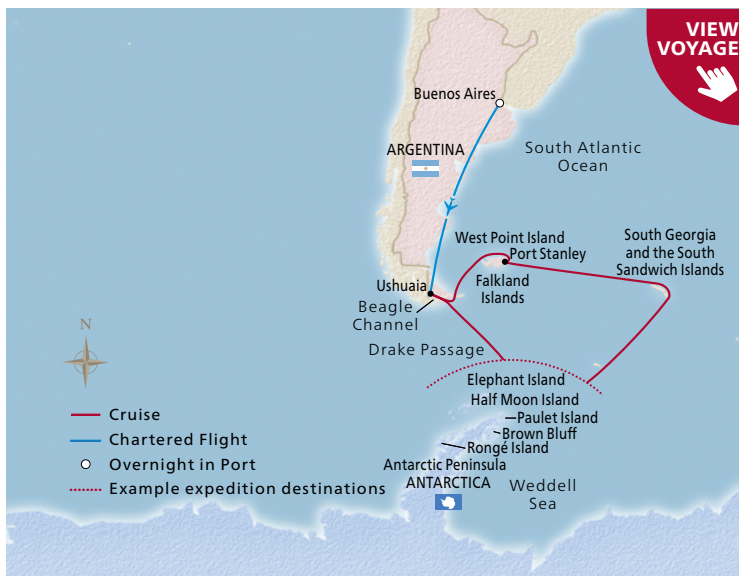 VIEW
VOYAGE
Buenos Aires
ARGENTINA
South Atlantic
Ocean
West Point Island
Port Stanley
South Georgia
and the South
Sandwich Islands
Ushuaia
Falkland
Islands
Beagle
Channel
Drake Passage
N
Elephant Island
Half Moon Island
Paulet Island
Brown Bluff
Rongé Island
Antarctic Peninsula
ANTARCTICA
Weddell
Sea
Cruise
Chartered Flight
Overnight in Port
Example expedition destinations